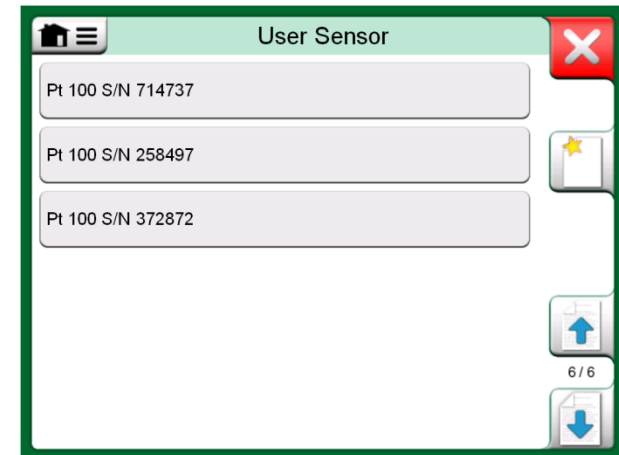 User Sensor
Pt 100 S/N 714737
Pt 100 S/N 258497
Pt 100 S/N 372872
6 / 6